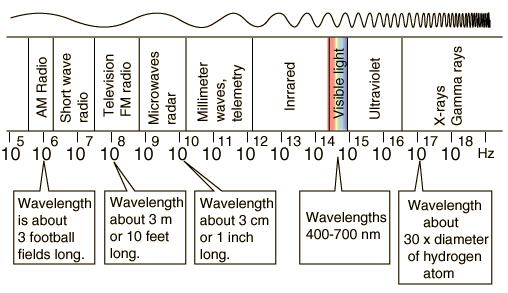 AM Radio
Short wave
radio
Television
FM radio
Microwaves
radar
Millimeter
waves,
telemetry
Inrrared
Visible light
Ultraviolet
X-rays
Gamma rays
10 5 10 6 10 7 10 8 10 9 10 10 10 11 10 12 10 13 10 14 10 15 10 16 10 17 10 18 Hz
Wavelength
is about
3 football
fields long.
Wavelength
about 3 m
or 10 feet
long.
Wavelength
about 3 cm
or 1 inch
long.
Wavelengths
400-700 nm
Wavelength
about
30 x diameter
of hydrogen
atom